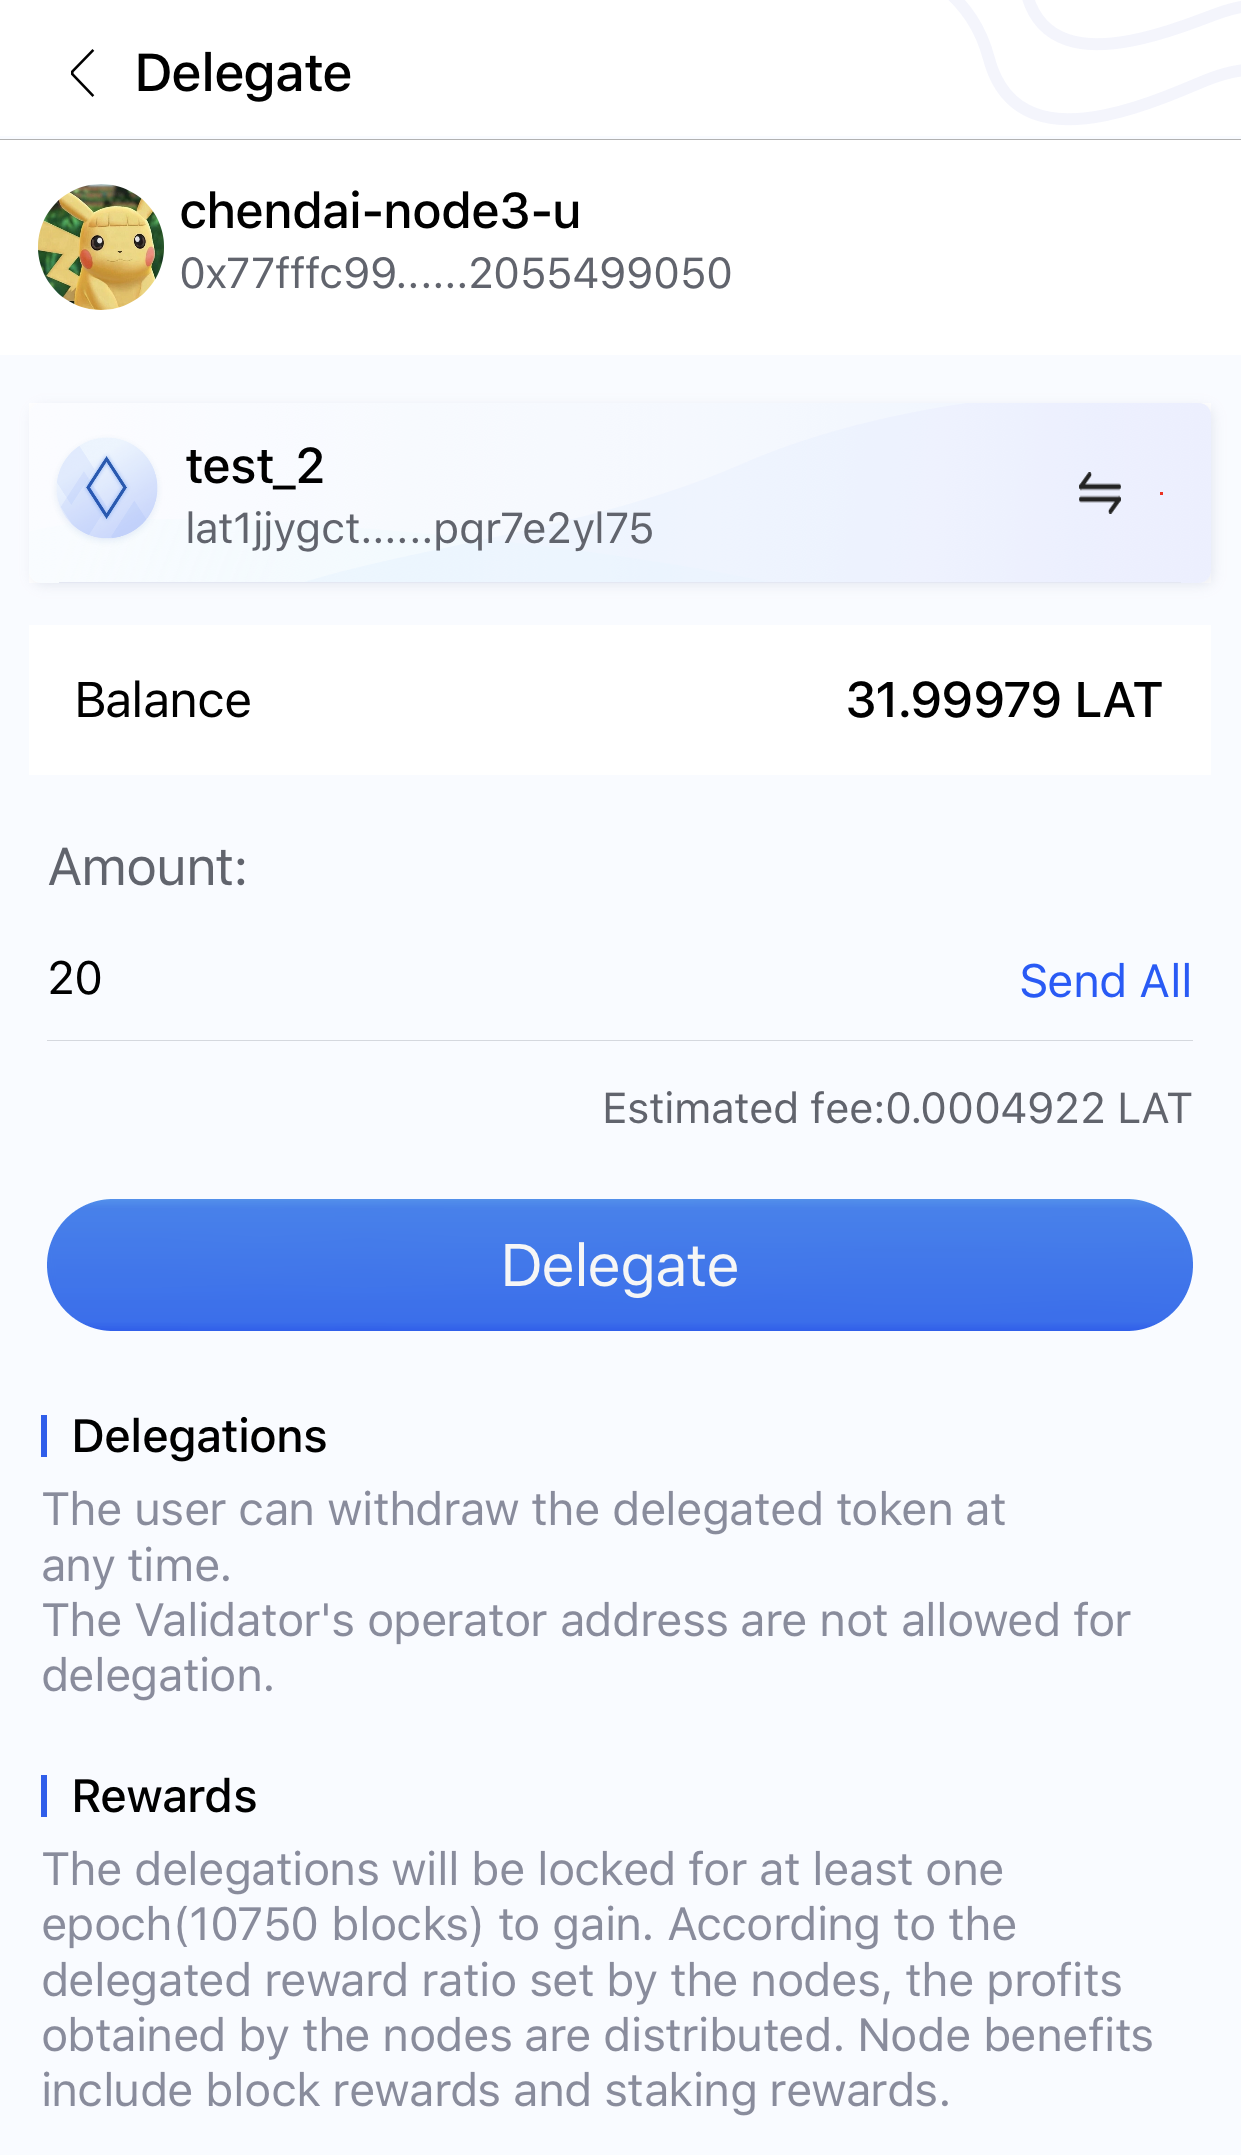 Delegate
chendai-node3-u
0x77fffc99......2055499050
test_2
lat1jjygct......pqr7e2yl75
Balance
31.99979 LAT
Amount:
20
Send All
Estimated fee:0.0004922 LAT
Delegate
Delegations
The user can withdraw the delegated token at
any time.
The Validator's operator address are not allowed for
delegation.
Rewards
The delegations will be locked for at least one
epoch(10750 blocks) to gain. According to the
delegated reward ratio set by the nodes, the profits
obtained by the nodes are distributed. Node benefits
include block rewards and staking rewards.